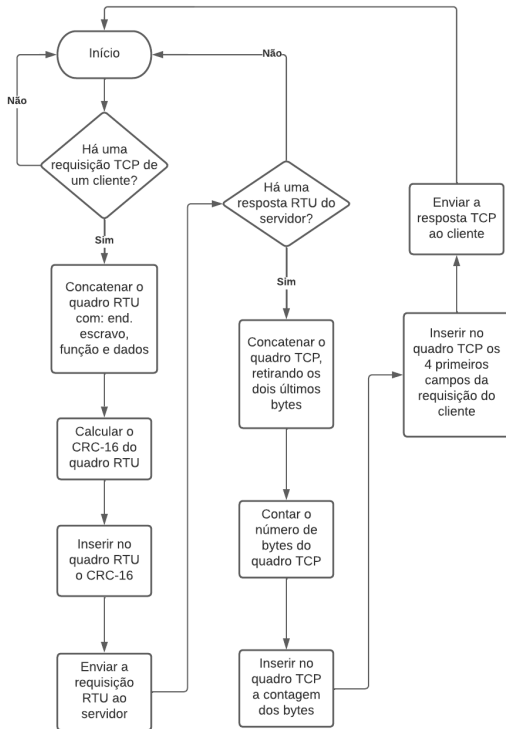 Início
Não
Há uma
requisição TCP de
um cliente?
Sim
Concatenar o
quadro RTU
com: end.
escravo,
função e dados
Calcular o
CRC-16 do
quadro RTU
Inserir no
quadro RTU
o CRC-16
Enviar a
requisição
RTU ao
servidor
Não
Há uma
resposta RTU do
servidor?
Sim
Concatenar o
quadro TCP,
retirando os
dois últimos
bytes
Contar o
número de
bytes do
quadro TCP
Inserir no
quadro TCP
a contagem
dos bytes
Inserir no
quadro TCP os
4 primeiros
campos da
requisição do
cliente
Enviar a
resposta TCP
ao cliente